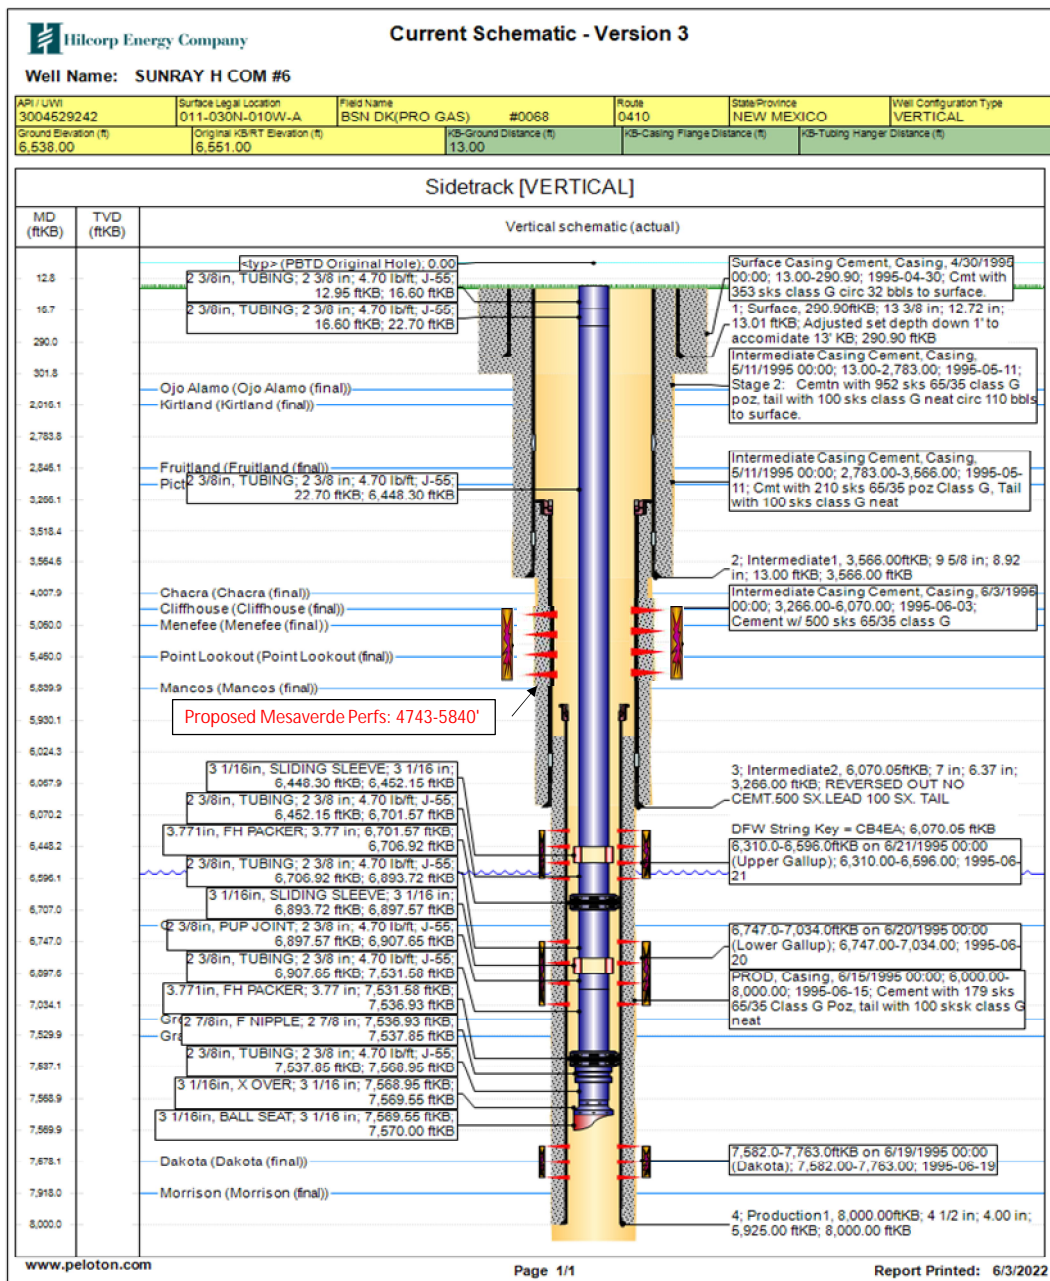 Hilcorp Energy Company
Current Schematic - Version 3
Well Name: SUNRAY H COM #6
API / UWI
3004529242
Surface Legal Location
011-030N-010W-A
Field Name
BSN DK(PRO GAS) #0068
Route
0410
State/Province
NEW MEXICO
Well Configuration Type
VERTICAL
Ground Elevation (ft)
6,538.00
Original KB/RT Elevation (ft)
6,551.00
KB-Ground Distance (ft)
13.00
KB-Casing Flange Distance (ft)
KB-Tubing Hanger Distance (ft)
Sidetrack [VERTICAL]
MD
(ftKB)
TVD
(ftKB)
Vertical schematic (actual)
12.8
16.7
290.0
301.8
2,016.1
2,783.8
2,846.1
3,266.1
3,518.4
3,564.6
4,007.9
5,060.0
5,460.0
5,839.9
5,930.1
6,024.3
6,067.9
6,070.2
6,448.2
6,596.1
6,707.0
6,747.0
6,897.6
7,034.1
7,529.9
7,537.1
7,568.9
7,569.9
7,678.1
7,918.0
8,000.0
<typ> (PBTD Original Hole); 0.00
2 3/8in, TUBING; 2 3/8 in; 4.70 lb/ft; J-55;
12.95 ftKB; 16.60 ftKB
2 3/8in, TUBING; 2 3/8 in; 4.70 lb/ft; J-55;
16.60 ftKB; 22.70 ftKB
Ojo Alamo (Ojo Alamo (final))
Kirtland (Kirtland (final))
Fruitland (Fruitland (final))
Pict
2 3/8in, TUBING; 2 3/8 in; 4.70 lb/ft; J-55;
22.70 ftKB; 6,448.30 ftKB
Chacra (Chacra (final))
Cliffhouse (Cliffhouse (final))
Menefee (Menefee (final))
Point Lookout (Point Lookout (final))
Mancos (Mancos (final))
Proposed Mesaverde Perfs: 4743-5840'
3 1/16in, SLIDING SLEEVE; 3 1/16 in;
6,448.30 ftKB; 6,452.15 ftKB
2 3/8in, TUBING; 2 3/8 in; 4.70 lb/ft; J-55;
6,452.15 ftKB; 6,701.57 ftKB
3.771in, FH PACKER; 3.77 in; 6,701.57 ftKB;
6,706.92 ftKB
2 3/8in, TUBING; 2 3/8 in; 4.70 lb/ft; J-55;
6,706.92 ftKB; 6,893.72 ftKB
3 1/16in, SLIDING SLEEVE; 3 1/16 in;
6,893.72 ftKB; 6,897.57 ftKB
2 3/8in, PUP JOINT; 2 3/8 in; 4.70 lb/ft; J-55;
6,897.57 ftKB; 6,907.65 ftKB
2 3/8in, TUBING; 2 3/8 in; 4.70 lb/ft; J-55;
6,907.65 ftKB; 7,531.58 ftKB
3.771in, FH PACKER; 3.77 in; 7,531.58 ftKB;
7,536.93 ftKB
Gra
2 7/8in, F NIPPLE; 2 7/8 in; 7,536.93 ftKB;
7,537.85 ftKB
2 3/8in, TUBING; 2 3/8 in; 4.70 lb/ft; J-55;
7,537.85 ftKB; 7,568.95 ftKB
3 1/16in, X OVER; 3 1/16 in; 7,568.95 ftKB;
7,569.55 ftKB
3 1/16in, BALL SEAT; 3 1/16 in; 7,569.55 ftKB;
7,570.00 ftKB
Dakota (Dakota (final))
Morrison (Morrison (final))
Surface Casing Cement, Casing, 4/30/1995
00:00; 13.00-290.90; 1995-04-30; Cmt with
353 sks class G circ 32 bbls to surface.
1; Surface, 290.90ftKB; 13 3/8 in; 12.72 in;
13.01 ftKB; Adjusted set depth down 1' to
accomidate 13' KB; 290.90 ftKB
Intermediate Casing Cement, Casing,
5/11/1995 00:00; 13.00-2,783.00; 1995-05-11;
Stage 2: Cemtn with 952 sks 65/35 class G
poz, tail with 100 sks class G neat circ 110 bbls
to surface.
Intermediate Casing Cement, Casing,
5/11/1995 00:00; 2,783.00-3,566.00; 1995-05-
11; Cmt with 210 sks 65/35 poz Class G, Tail
with 100 sks class G neat
2; Intermediate1, 3,566.00ftKB; 9 5/8 in; 8.92
in; 13.00 ftKB; 3,566.00 ftKB
Intermediate Casing Cement, Casing, 6/3/1995
00:00; 3,266.00-6,070.00; 1995-06-03;
Cement w/ 500 sks 65/35 class G
3; Intermediate2, 6,070.05ftKB; 7 in; 6.37 in;
3,266.00 ftKB; REVERSED OUT NO
CEMT.500 SX.LEAD 100 SX. TAIL
DFW String Key = CB4EA; 6,070.05 ftKB
6,310.0-6,596.0ftKB on 6/21/1995 00:00
(Upper Gallup); 6,310.00-6,596.00; 1995-06-
21
6,747.0-7,034.0ftKB on 6/20/1995 00:00
(Lower Gallup); 6,747.00-7,034.00; 1995-06-
20
PROD, Casing, 6/15/1995 00:00; 6,000.00-
8,000.00; 1995-06-15; Cement with 179 sks
65/35 Class G Poz, tail with 100 sksk class G
neat
7,582.0-7,763.0ftKB on 6/19/1995 00:00
(Dakota); 7,582.00-7,763.00; 1995-06-19
4; Production1, 8,000.00ftKB; 4 1/2 in; 4.00 in;
5,925.00 ftKB; 8,000.00 ftKB
www.peloton.com
Page 1/1
Report Printed: 6/3/2022